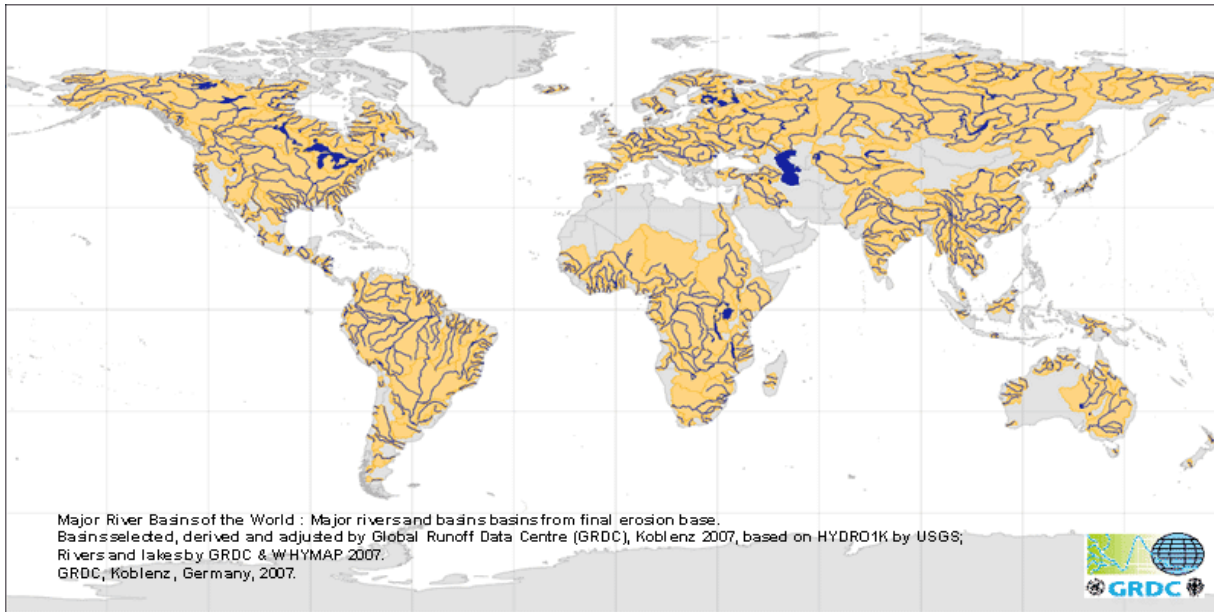 Major River Basins of the World : Major rivers and basins basins from final erosion base.
Basins selected, derived and adjusted by Global Runoff Data Centre (GRDC), Koblenz 2007, based on HYDRO1K by USGS;
Rivers and lakes by GRDC & WHYMAP 2007.
GRDC, Koblenz, Germany, 2007.
GRDC